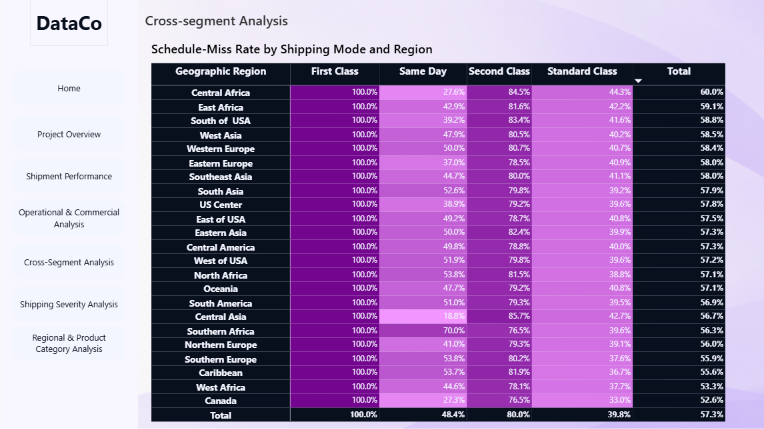 DataCo
Cross-segment Analysis
Home
Project Overview
Shipment Performance
Operational & Commercial
Analysis
Cross-Segment Analysis
Shipping Severity Analysis
Regional & Product
Category Analysis
Schedule-Miss Rate by Shipping Mode and Region
Geographic Region First Class Same Day Second Class Standard Class Total
Central Africa 100.0% 27.6% 84.5% 44.3% 60.0%
East Africa 100.0% 42.9% 81.6% 42.2% 59.1%
South of USA 100.0% 39.2% 83.4% 41.6% 58.8%
West Asia 100.0% 47.9% 80.5% 40.2% 58.5%
Western Europe 100.0% 50.0% 80.7% 40.7% 58.4%
Eastern Europe 100.0% 37.0% 78.5% 40.9% 58.0%
Southeast Asia 100.0% 44.7% 80.0% 41.1% 58.0%
South Asia 100.0% 52.6% 79.8% 39.2% 57.9%
US Center 100.0% 38.9% 79.2% 39.6% 57.8%
East of USA 100.0% 49.2% 78.7% 40.8% 57.5%
Eastern Asia 100.0% 50.0% 82.4% 39.9% 57.3%
Central America 100.0% 49.8% 78.8% 40.0% 57.3%
West of USA 100.0% 51.9% 79.8% 39.6% 57.2%
North Africa 100.0% 53.8% 81.5% 38.8% 57.1%
Oceania 100.0% 47.7% 79.2% 40.8% 57.1%
South America 100.0% 51.0% 79.3% 39.5% 56.9%
Central Asia 100.0% 18.8% 85.7% 42.7% 56.7%
Southern Africa 100.0% 70.0% 76.5% 39.6% 56.3%
Northern Europe 100.0% 41.0% 79.3% 39.1% 56.0%
Southern Europe 100.0% 53.8% 80.2% 37.6% 55.9%
Caribbean 100.0% 53.7% 81.9% 36.7% 55.6%
West Africa 100.0% 44.6% 78.1% 37.7% 53.3%
Canada 100.0% 27.3% 76.5% 33.0% 52.6%
Total 100.0% 48.4% 80.0% 39.8% 57.3%